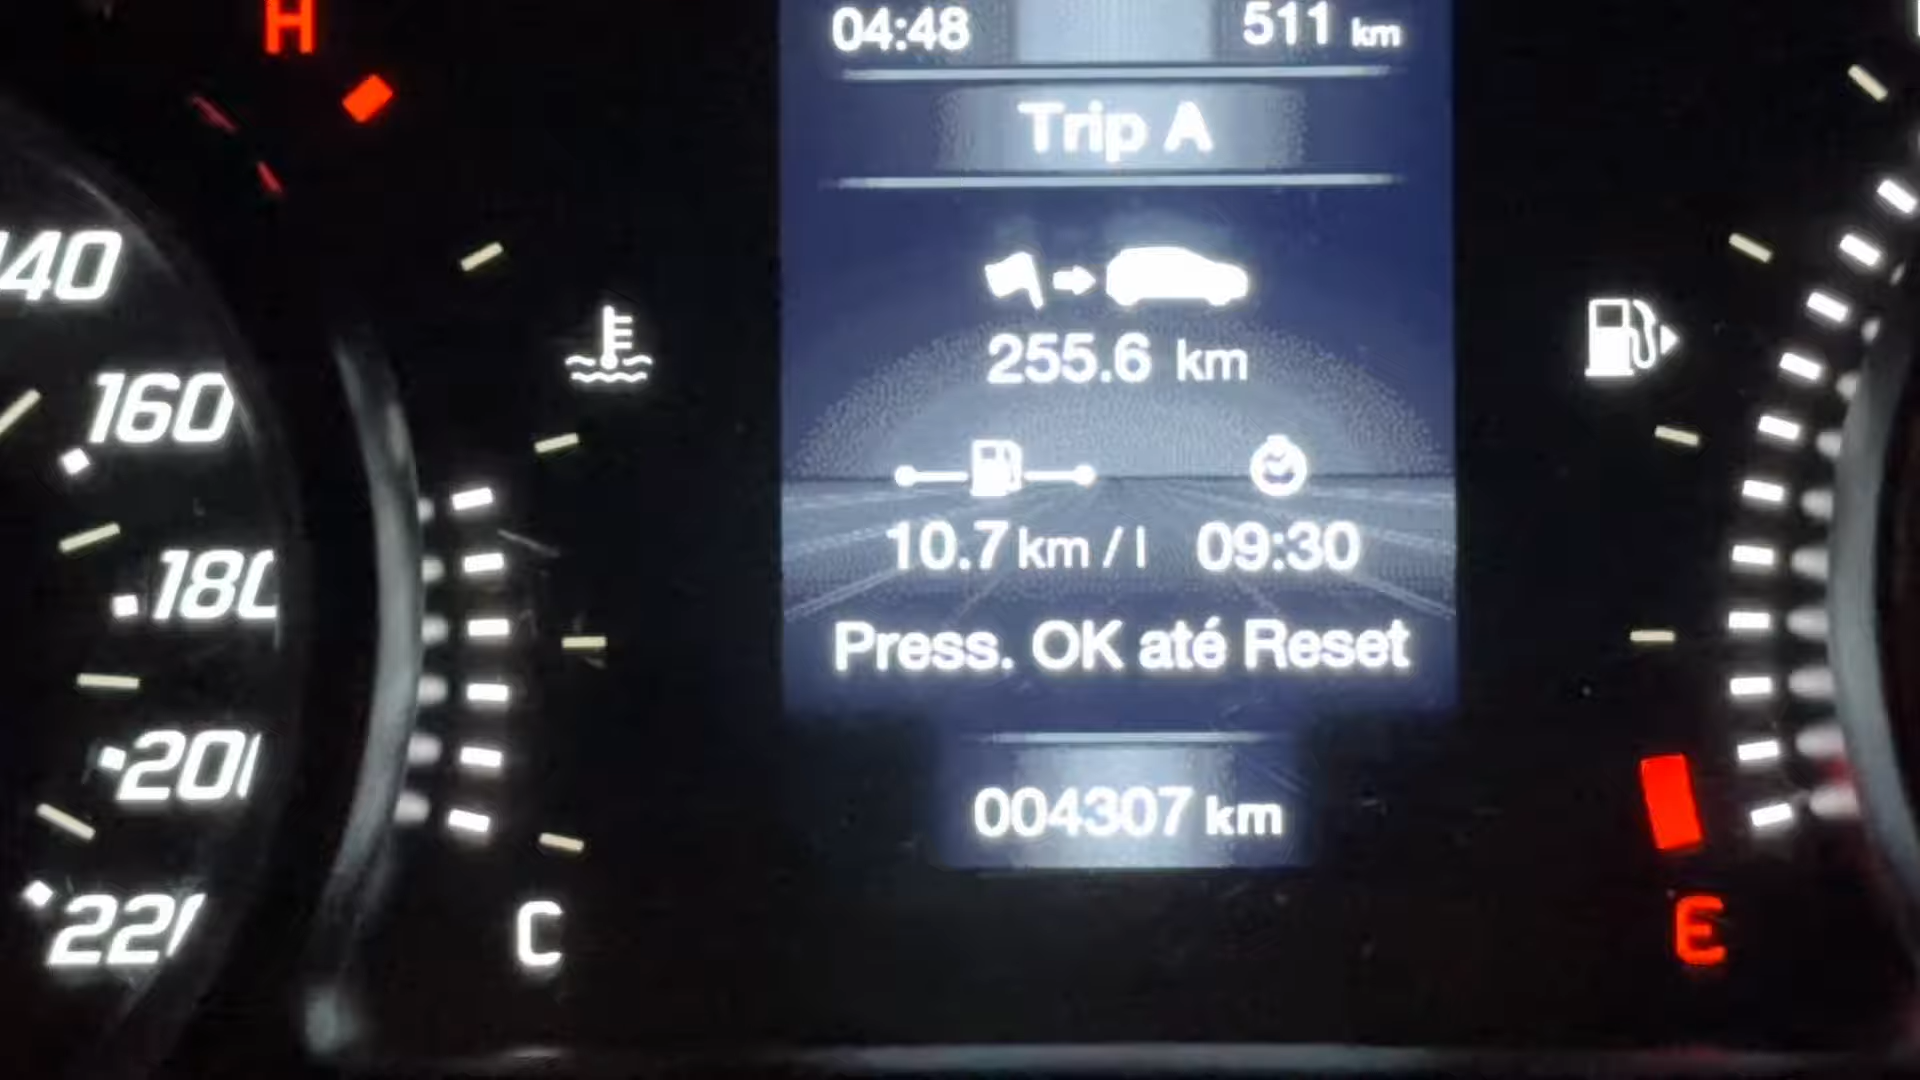 H
04:48 511 km
Trip A
140
255.6 km
160
10.7 km / l 09:30
180
Press. OK até Reset
200
004307 km
220
C
E